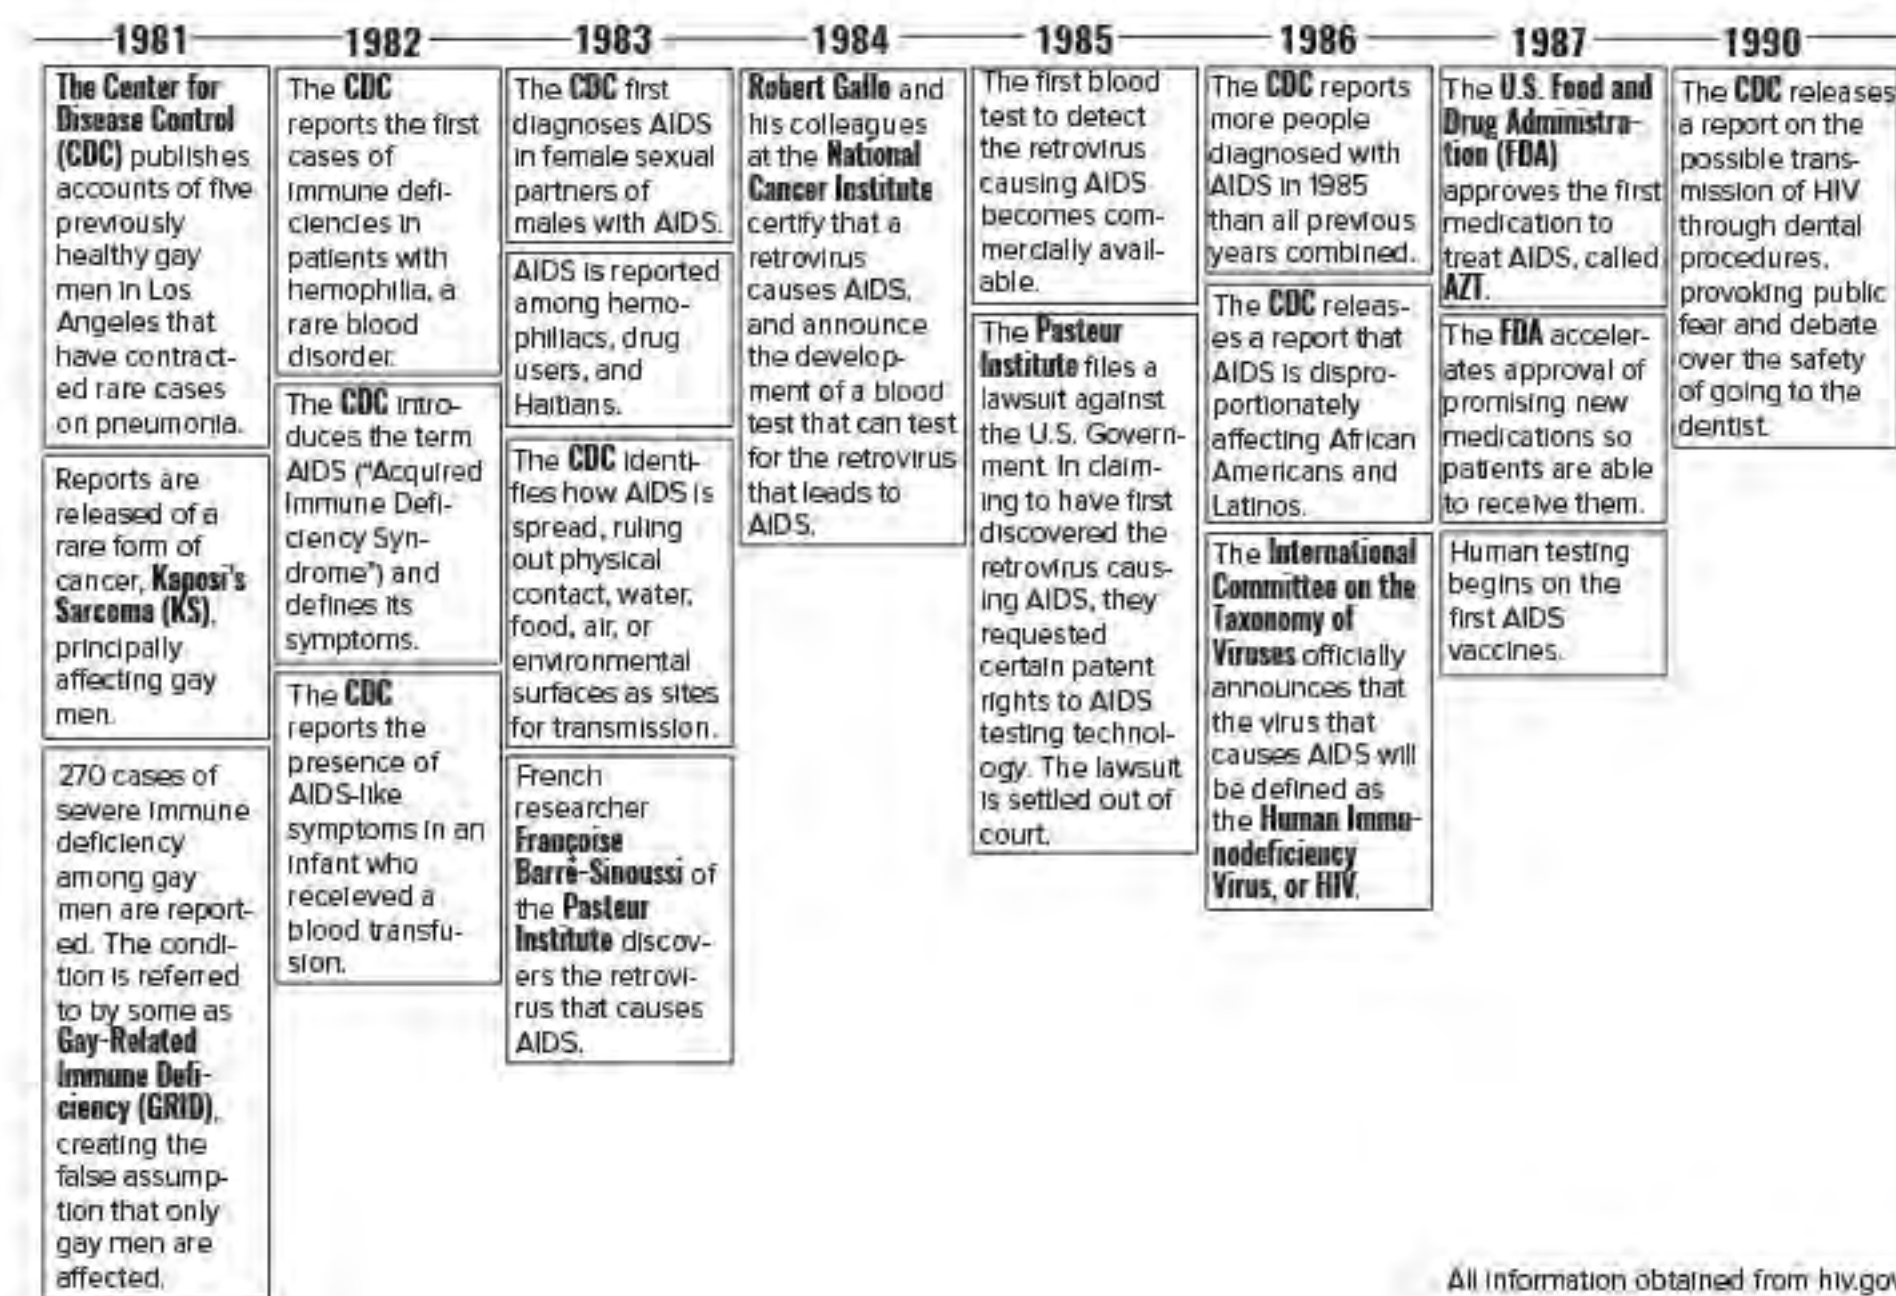 1981
The Center for
Disease Control
(CDC) publishes
accounts of five
previously
healthy gay
men in Los
Angeles that
have contract-
ed rare cases
on pneumonia.
Reports are
released of a
rare form of
cancer, Kaposi's
Sarcoma (KS),
principally
affecting gay
men.
270 cases of
severe immune
deficiency
among gay
men are report-
ed. The condi-
tion is referred
to by some as
Gay-Related
Immune Defi-
ciency (GRID),
creating the
false assump-
tion that only
gay men are
affected.
1982
The CDC
reports the first
cases of
immune defi-
ciencies in
patients with
hemophilia, a
rare blood
disorder.
The CDC intro-
duces the term
AIDS ("Acquired
Immune Defi-
ciency Syn-
drome") and
defines its
symptoms.
The CDC
reports the
presence of
AIDS-like
symptoms in an
infant who
receieved a
blood transfu-
sion.
1983
The CDC first
diagnoses AIDS
in female sexual
partners of
males with AIDS.
AIDS is reported
among hemo-
philiacs, drug
users, and
Haitians.
The CDC identi-
fies how AIDS is
spread, ruling
out physical
contact, water,
food, air, or
environmental
surfaces as sites
for transmission.
French
researcher
Françoise
Barré-Sinoussi of
the Pasteur
Institute discov-
ers the retrovi-
rus that causes
AIDS.
1984
Robert Gallo and
his colleagues
at the National
Cancer Institute
certify that a
retrovirus
causes AIDS,
and announce
the develop-
ment of a blood
test that can test
for the retrovirus
that leads to
AIDS.
1985
The first blood
test to detect
the retrovirus
causing AIDS
becomes com-
mercially avail-
able.
The Pasteur
Institute files a
lawsuit against
the U.S. Govern-
ment. In claim-
ing to have first
discovered the
retrovirus caus-
ing AIDS, they
requested
certain patent
rights to AIDS
testing technol-
ogy. The lawsuit
is settled out of
court.
1986
The CDC reports
more people
diagnosed with
AIDS in 1985
than all previous
years combined.
The CDC releas-
es a report that
AIDS is dispro-
portionately
affecting African
Americans and
Latinos.
The International
Committee on the
Taxonomy of
Viruses officially
announces that
the virus that
causes AIDS will
be defined as
the Human Immu-
nodeficiency
Virus, or HIV.
1987
The U.S. Food and
Drug Administra-
tion (FDA)
approves the first
medication to
treat AIDS, called
AZT.
The FDA acceler-
ates approval of
promising new
medications so
patients are able
to receive them.
Human testing
begins on the
first AIDS
vaccines.
1990
The CDC releases
a report on the
possible trans-
mission of HIV
through dental
procedures,
provoking public
fear and debate
over the safety
of going to the
dentist.
All information obtained from hiv.gov